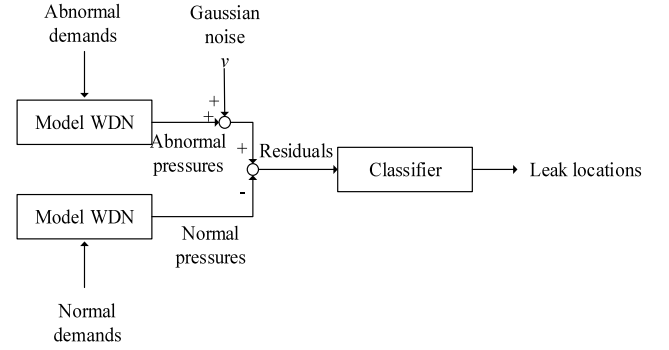 Abnormal
demands
Gaussian
noise
v
+
+
Model WDN
Abnormal
pressures
+
Residuals
Classifier
Leak locations
-
Model WDN
Normal
pressures
Normal
demands